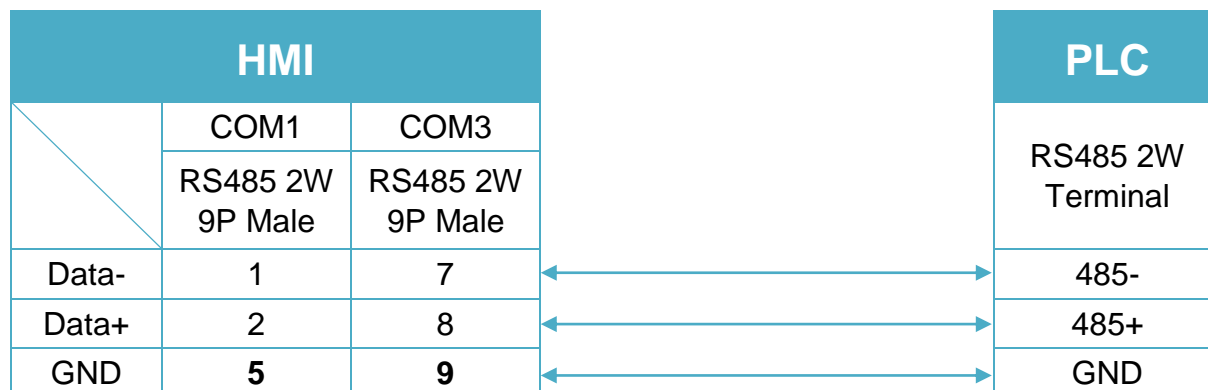 HMI PLC
COM1 COM3
RS485 2W RS485 2W
9P Male 9P Male
RS485 2W
Terminal
Data- 1 7 485-
Data+ 2 8 485+
GND 5 9 GND